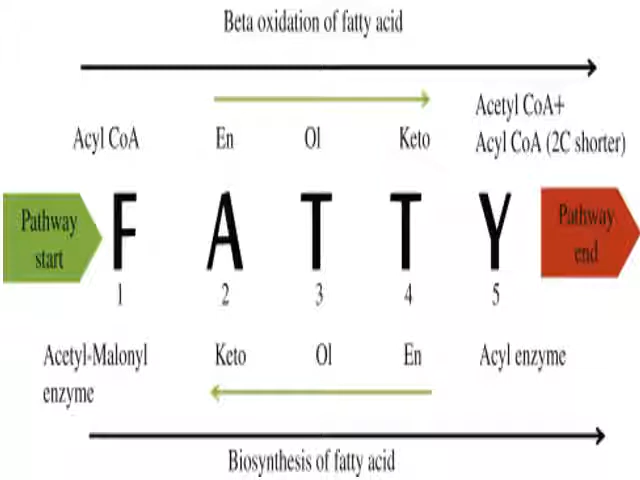 Beta oxidation of fatty acid
Acetyl CoA+
Acyl CoA En Ol Keto Acyl CoA (2C shorter)
Pathway start F A T T Y Pathway end
1 2 3 4 5
Acetyl-Malonyl enzyme Keto Ol En Acyl enzyme
Biosynthesis of fatty acid